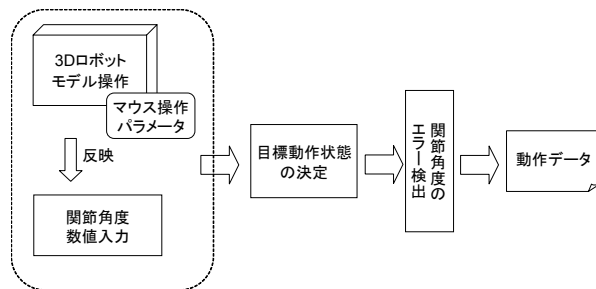 3Dロボット
モデル操作
マウス操作
パラメータ
反映
関節角度
数値入力
目標動作状態
の決定
関節角度の
エラー検出
動作データ